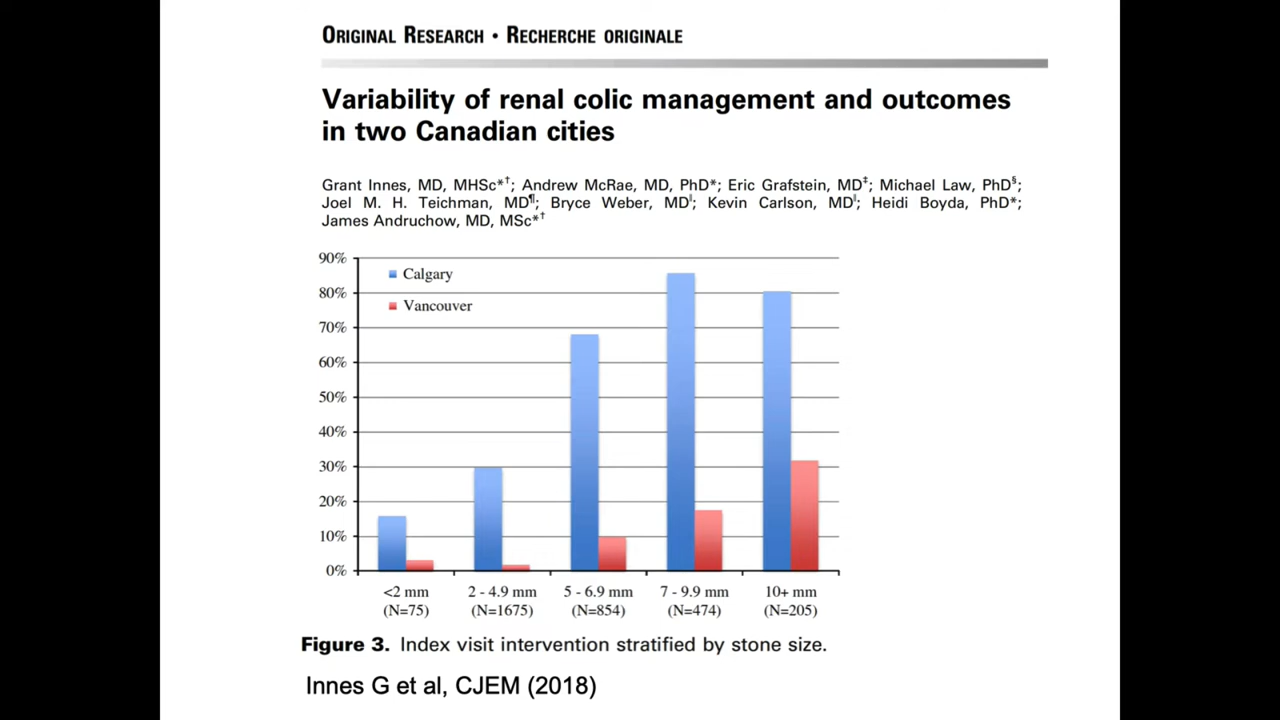 ORIGINAL RESEARCH • RECHERCHE ORIGINALE
Variability of renal colic management and outcomes
in two Canadian cities
Grant Innes, MD, MHSc*†; Andrew McRae, MD, PhD*; Eric Grafstein, MD‡; Michael Law, PhD§;
Joel M. H. Teichman, MD¶; Bryce Weber, MD‖; Kevin Carlson, MD‖; Heidi Boyda, PhD*;
James Andruchow, MD, MSc*†
90%
80%
70%
60%
50%
40%
30%
20%
10%
0%
Calgary
Vancouver
<2 mm
(N=75)
2 - 4.9 mm
(N=1675)
5 - 6.9 mm
(N=854)
7 - 9.9 mm
(N=474)
10+ mm
(N=205)
Figure 3. Index visit intervention stratified by stone size.
Innes G et al, CJEM (2018)